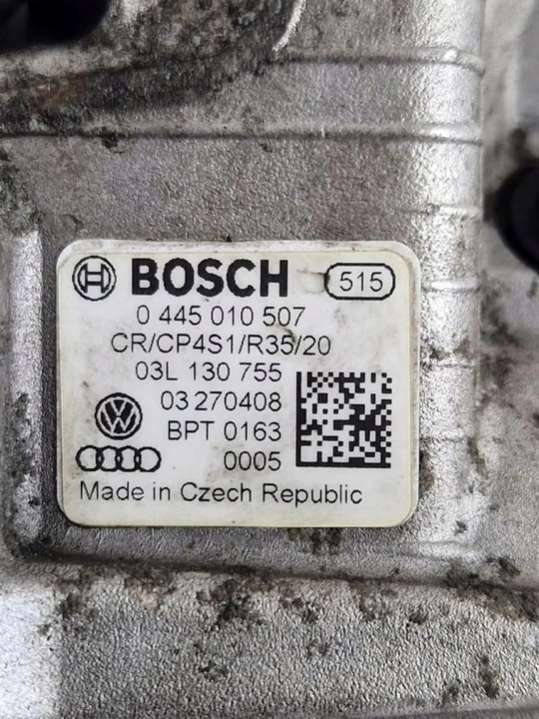 BOSCH 515
0 445 010 507
CR/CP4S1/R35/20
03L 130 755
03 270408
BPT 0163
0005
Made in Czech Republic